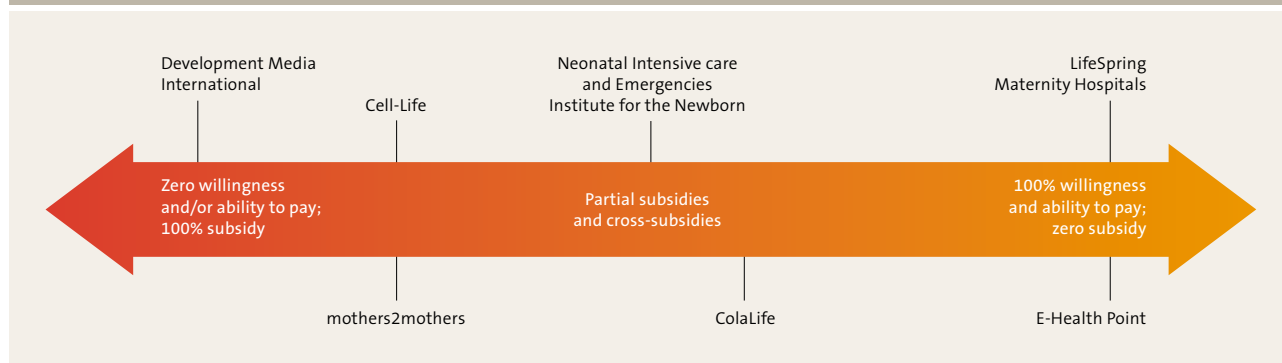 Development Media
International
Cell-Life
Neonatal Intensive care
and Emergencies
Institute for the Newborn
LifeSpring
Maternity Hospitals
Zero willingness
and/or ability to pay;
100% subsidy
Partial subsidies
and cross-subsidies
100% willingness
and ability to pay;
zero subsidy
mothers2mothers
ColaLife
E-Health Point